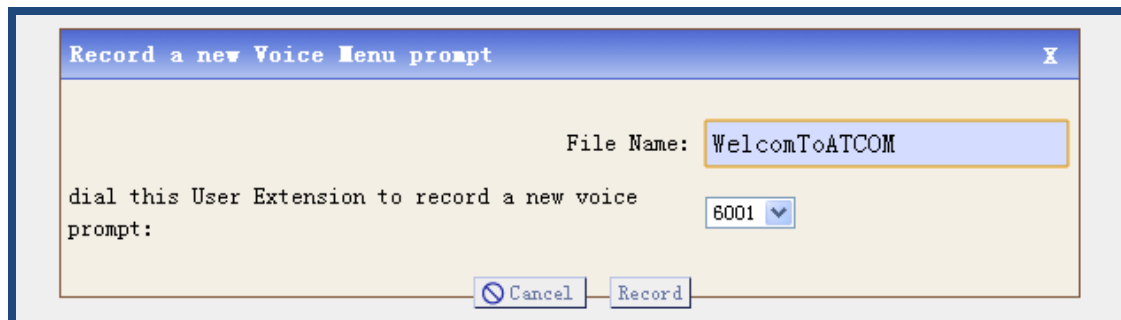 Record a new Voice Menu prompt X
File Name: WelcomToATCOM
dial this User Extension to record a new voice
prompt:
6001
Cancel Record